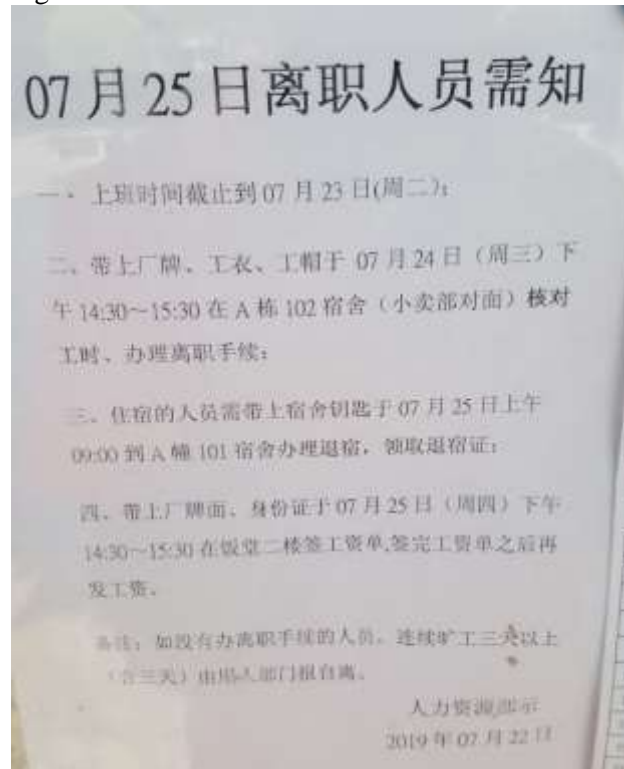 07月25日离职人员需知
一、上班时间截止到07月23日(周二);
二、带上厂牌、工衣、工帽于 07月24日（周三）下
午14:30～15:30在A栋102宿舍（小卖部对面）核对
工时、办理离职手续;
三、住宿的人员需带上宿舍钥匙于07月25日上午
09:00到A幢101宿舍办理退宿，领取退宿证;
四、带上厂牌面、身份证于07月25日（周四）下午
14:30～15:30在饭堂二楼签工资单,签完工资单之后再
发工资。
备注：如没有办离职手续的人员，连续旷工三天以上
（含三天）由用人部门报自离。
人力资源部示
2019年07月22日